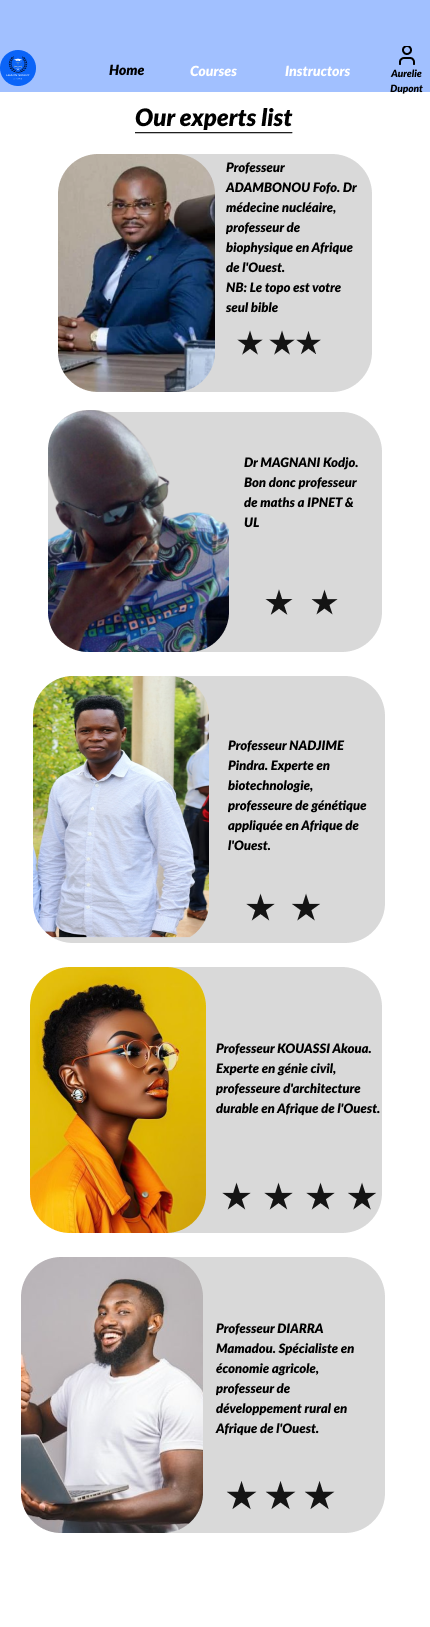 Home
Courses
Instructors
Aurelie
Dupont
Our experts list
Professeur
ADAMBONOU Fofo. Dr
médecine nucléaire,
professeur de
biophysique en Afrique
de l'Ouest.
NB: Le topo est votre
seul bible
Dr MAGNANI Kodjo.
Bon donc professeur
de maths a IPNET &
UL
Professeur NADJIME
Pindra. Experte en
biotechnologie,
professeure de génétique
appliquée en Afrique de
l'Ouest.
Professeur KOUASSI Akoua.
Experte en génie civil,
professeure d'architecture
durable en Afrique de l'Ouest.
Professeur DIARRA
Mamadou. Spécialiste en
économie agricole,
professeur de
développement rural en
Afrique de l'Ouest.